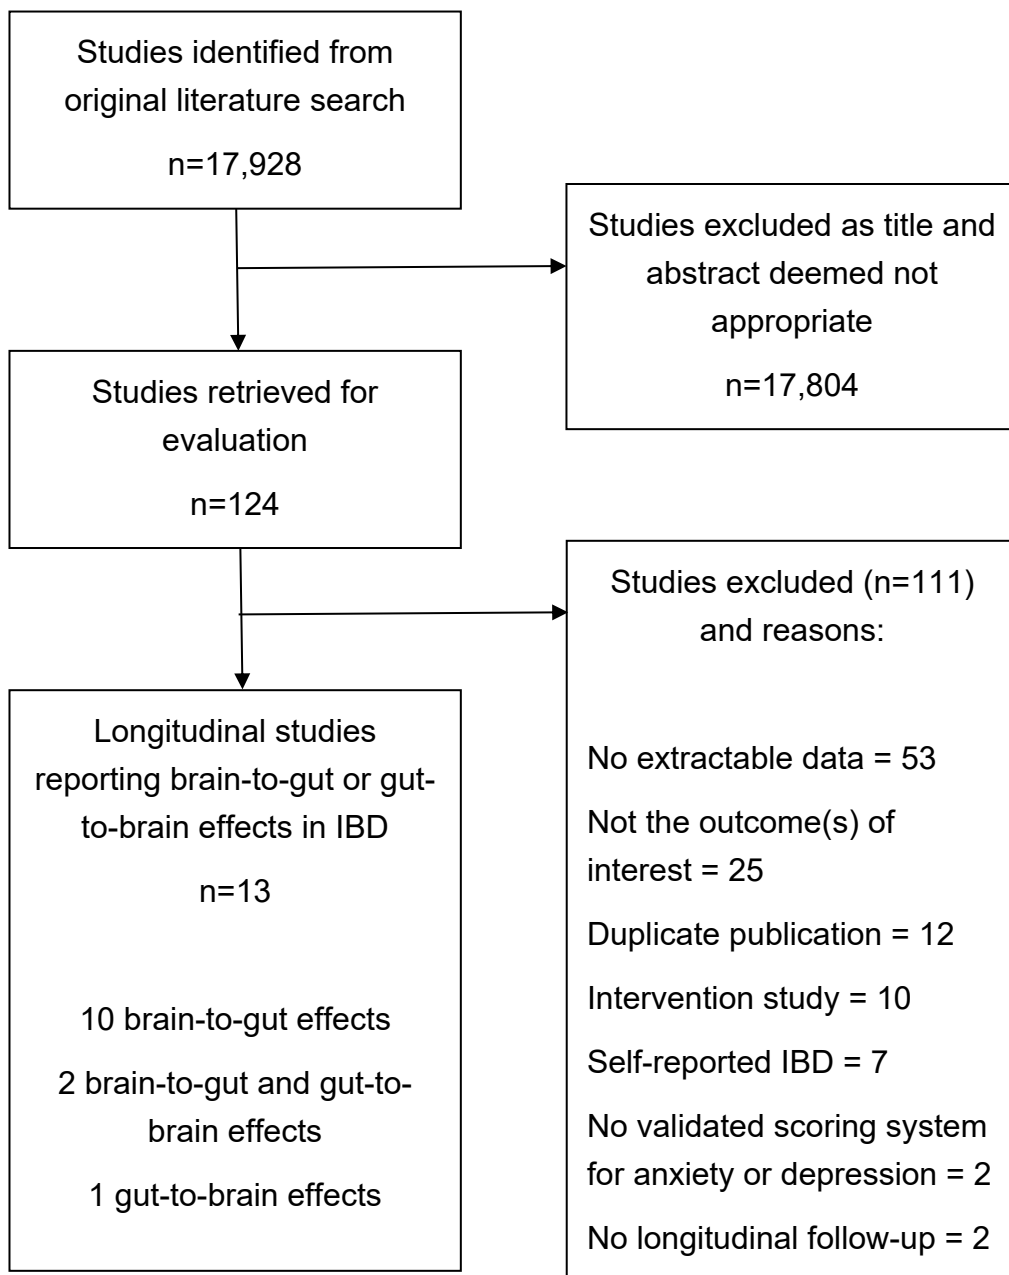 Studies identified from
original literature search
n=17,928
Studies excluded as title and
abstract deemed not
appropriate
n=17,804
Studies retrieved for
evaluation
n=124
Studies excluded (n=111)
and reasons:
No extractable data = 53
Not the outcome(s) of
interest = 25
Duplicate publication = 12
Intervention study = 10
Self-reported IBD = 7
No validated scoring system
for anxiety or depression = 2
No longitudinal follow-up = 2
Longitudinal studies
reporting brain-to-gut or gut-
to-brain effects in IBD
n=13
10 brain-to-gut effects
2 brain-to-gut and gut-to-
brain effects
1 gut-to-brain effects